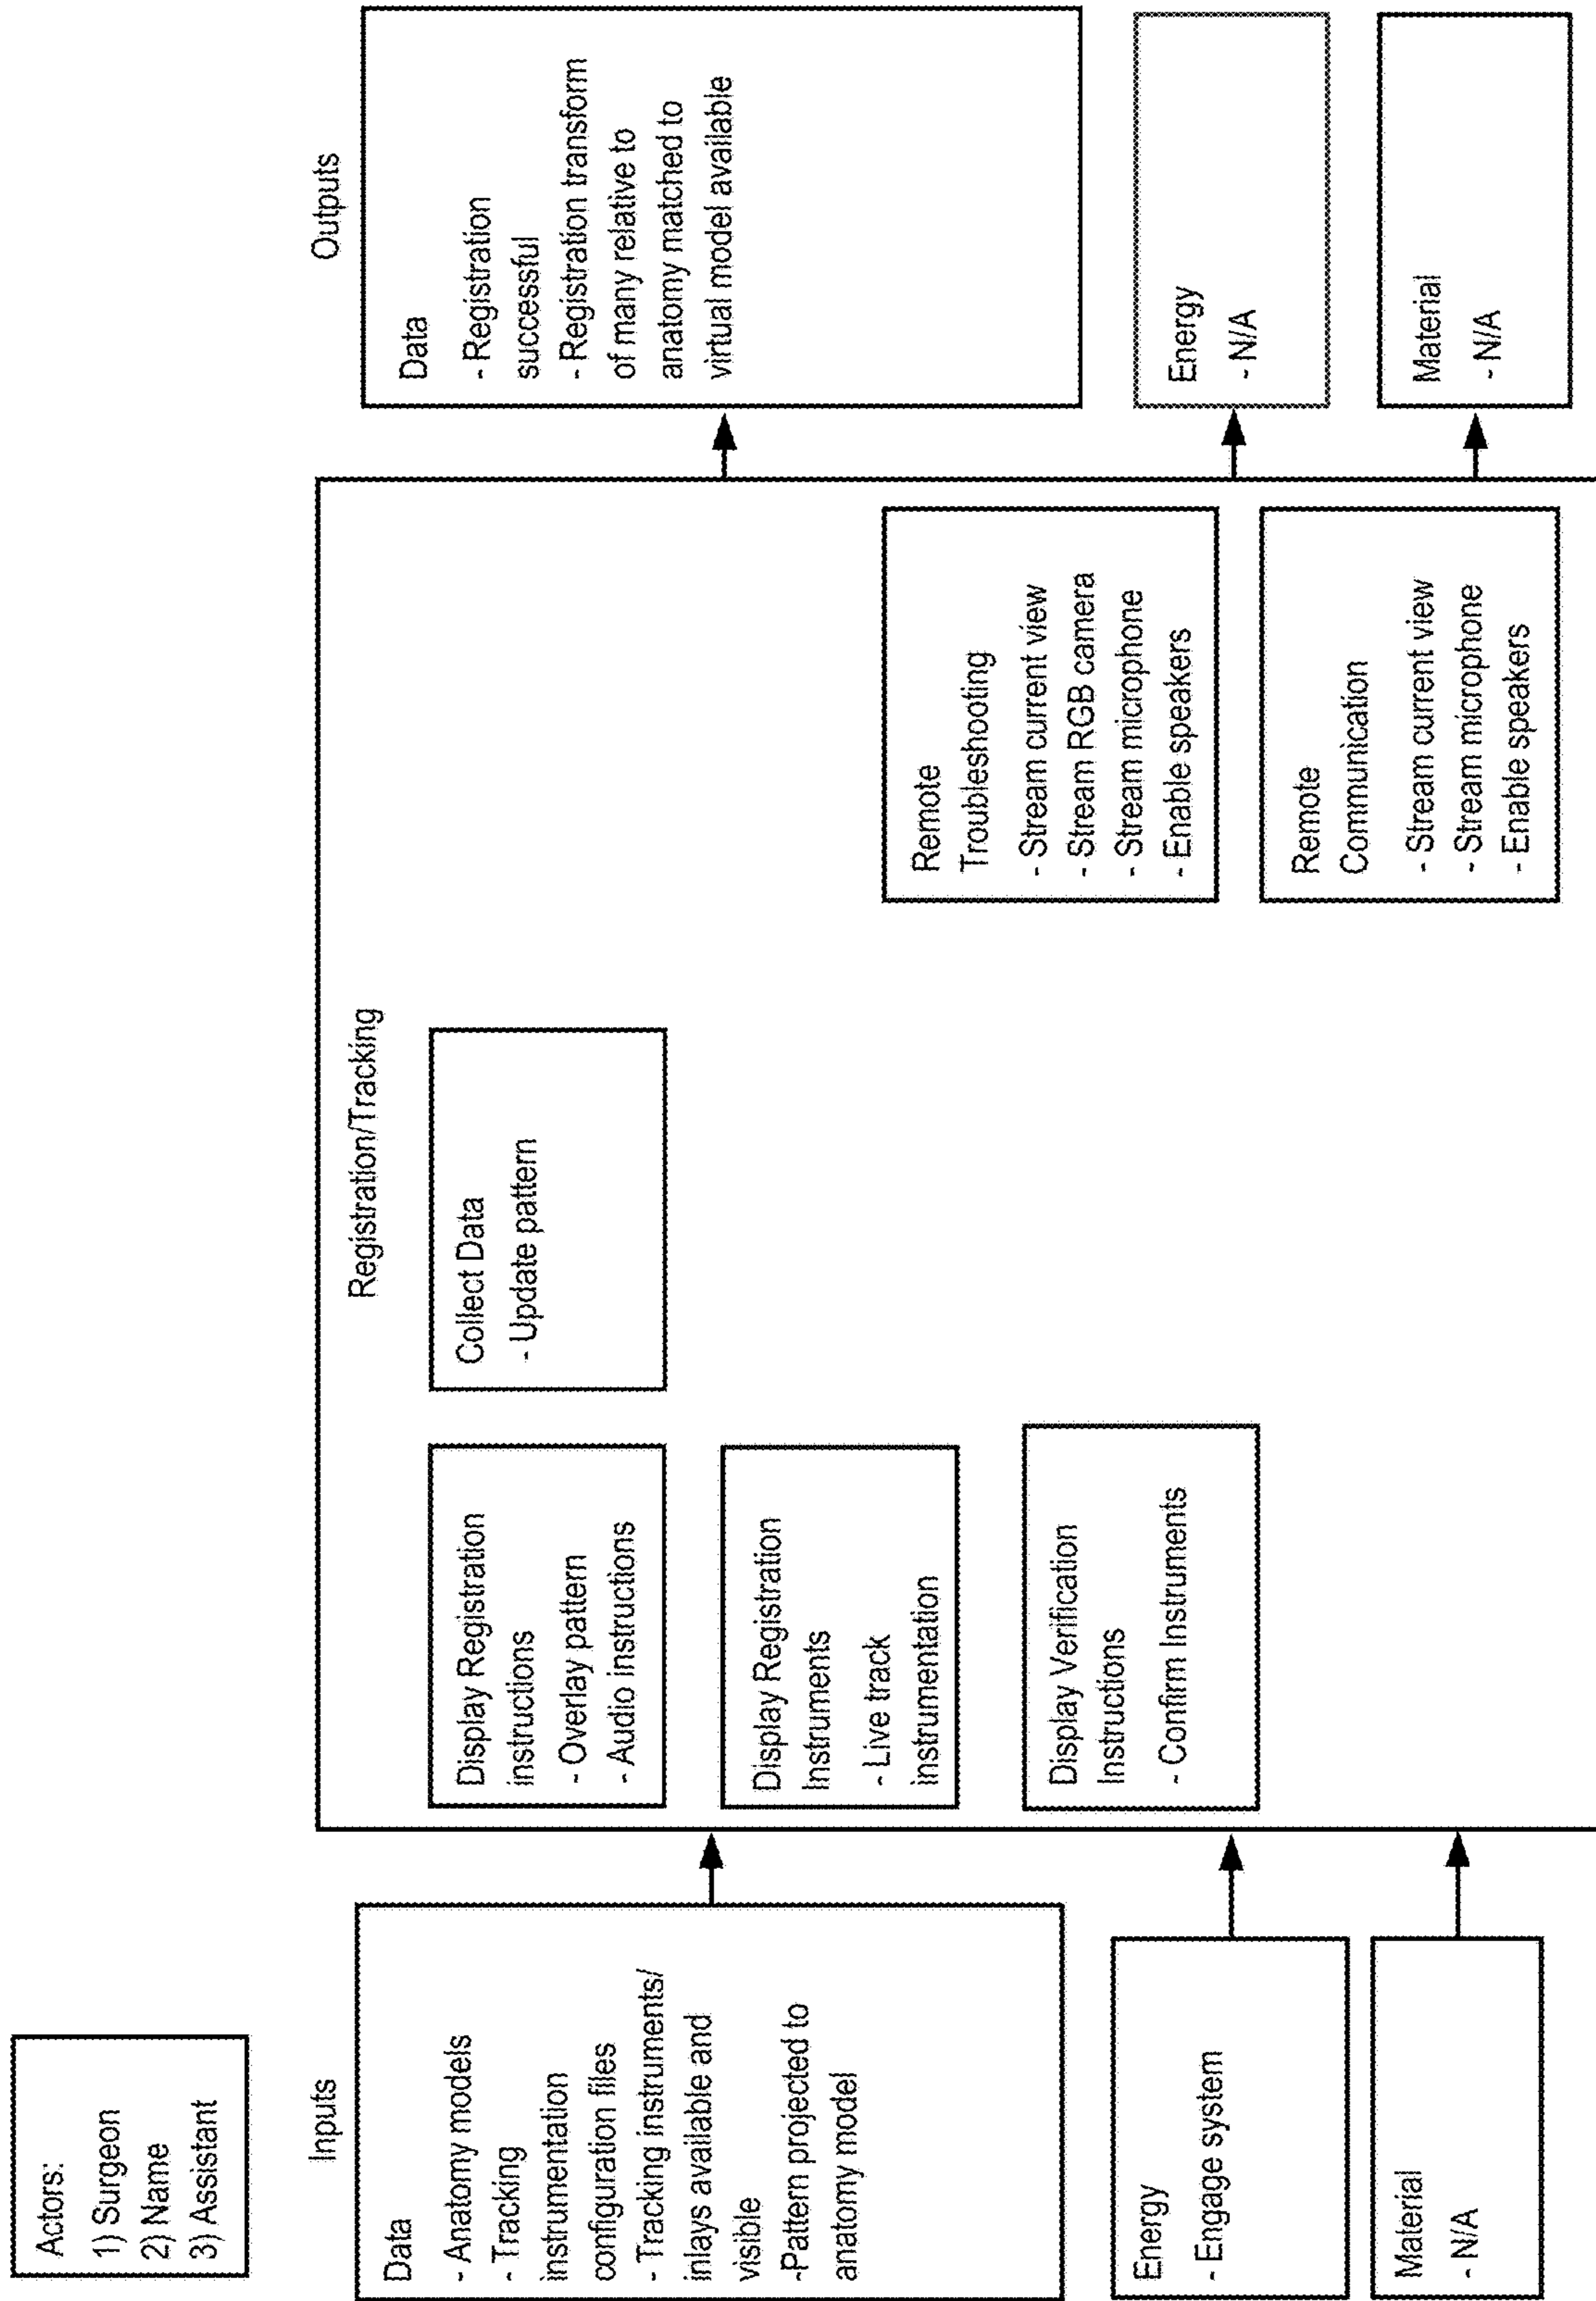 Actors:
1) Surgeon
2) Name
3) Assistant
Inputs
Data
- Anatomy models
- Tracking
instrumentation
configuration files
- Tracking instruments/
inlays available and
visible
-Pattern projected to
anatomy model
Energy
- Engage system
Material
- N/A
Registration/Tracking
Display Registration
instructions
- Overlay pattern
- Audio instructions
Collect Data
- Update pattern
Display Registration
Instruments
- Live track
instrumentation
Display Verification
Instructions
- Confirm Instruments
Remote
Troubleshooting
- Stream current view
- Stream RGB camera
- Stream microphone
- Enable speakers
Remote
Communication
- Stream current view
- Stream microphone
- Enable speakers
Outputs
Data
- Registration
successful
- Registration transform
of many relative to
anatomy matched to
virtual model available
Energy
- N/A
Material
- N/A